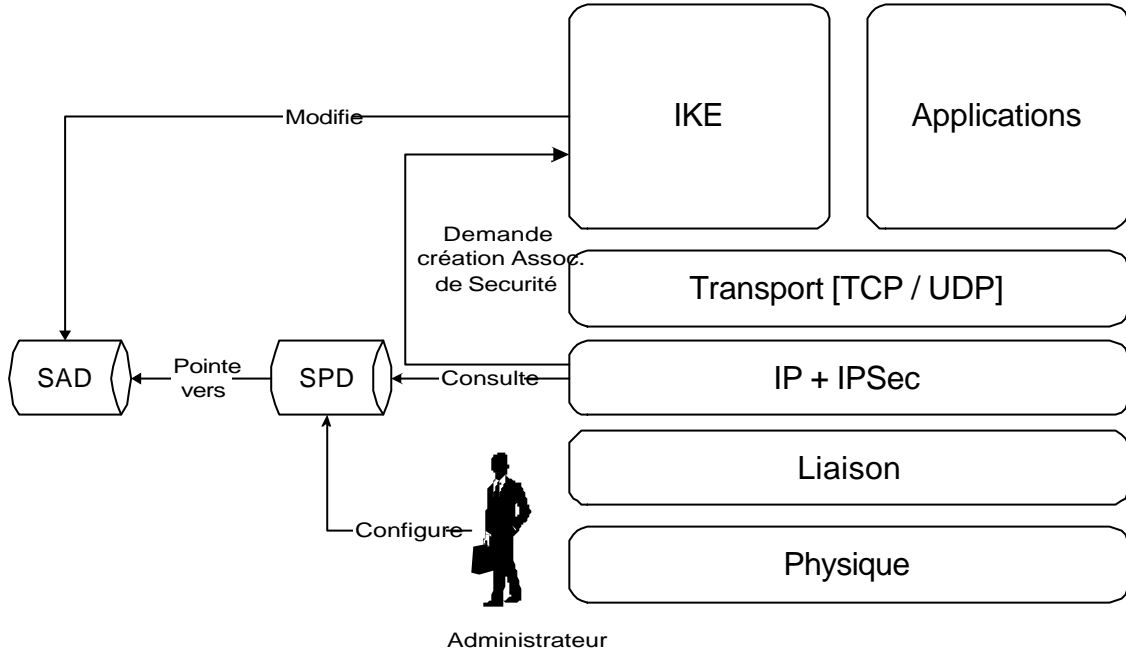 IKE
Applications
Modifie
Demande
création Assoc.
de Securité
Transport [TCP / UDP]
SAD
Pointe
vers
SPD
Consulte
IP + IPSec
Liaison
Configure
Physique
Administrateur